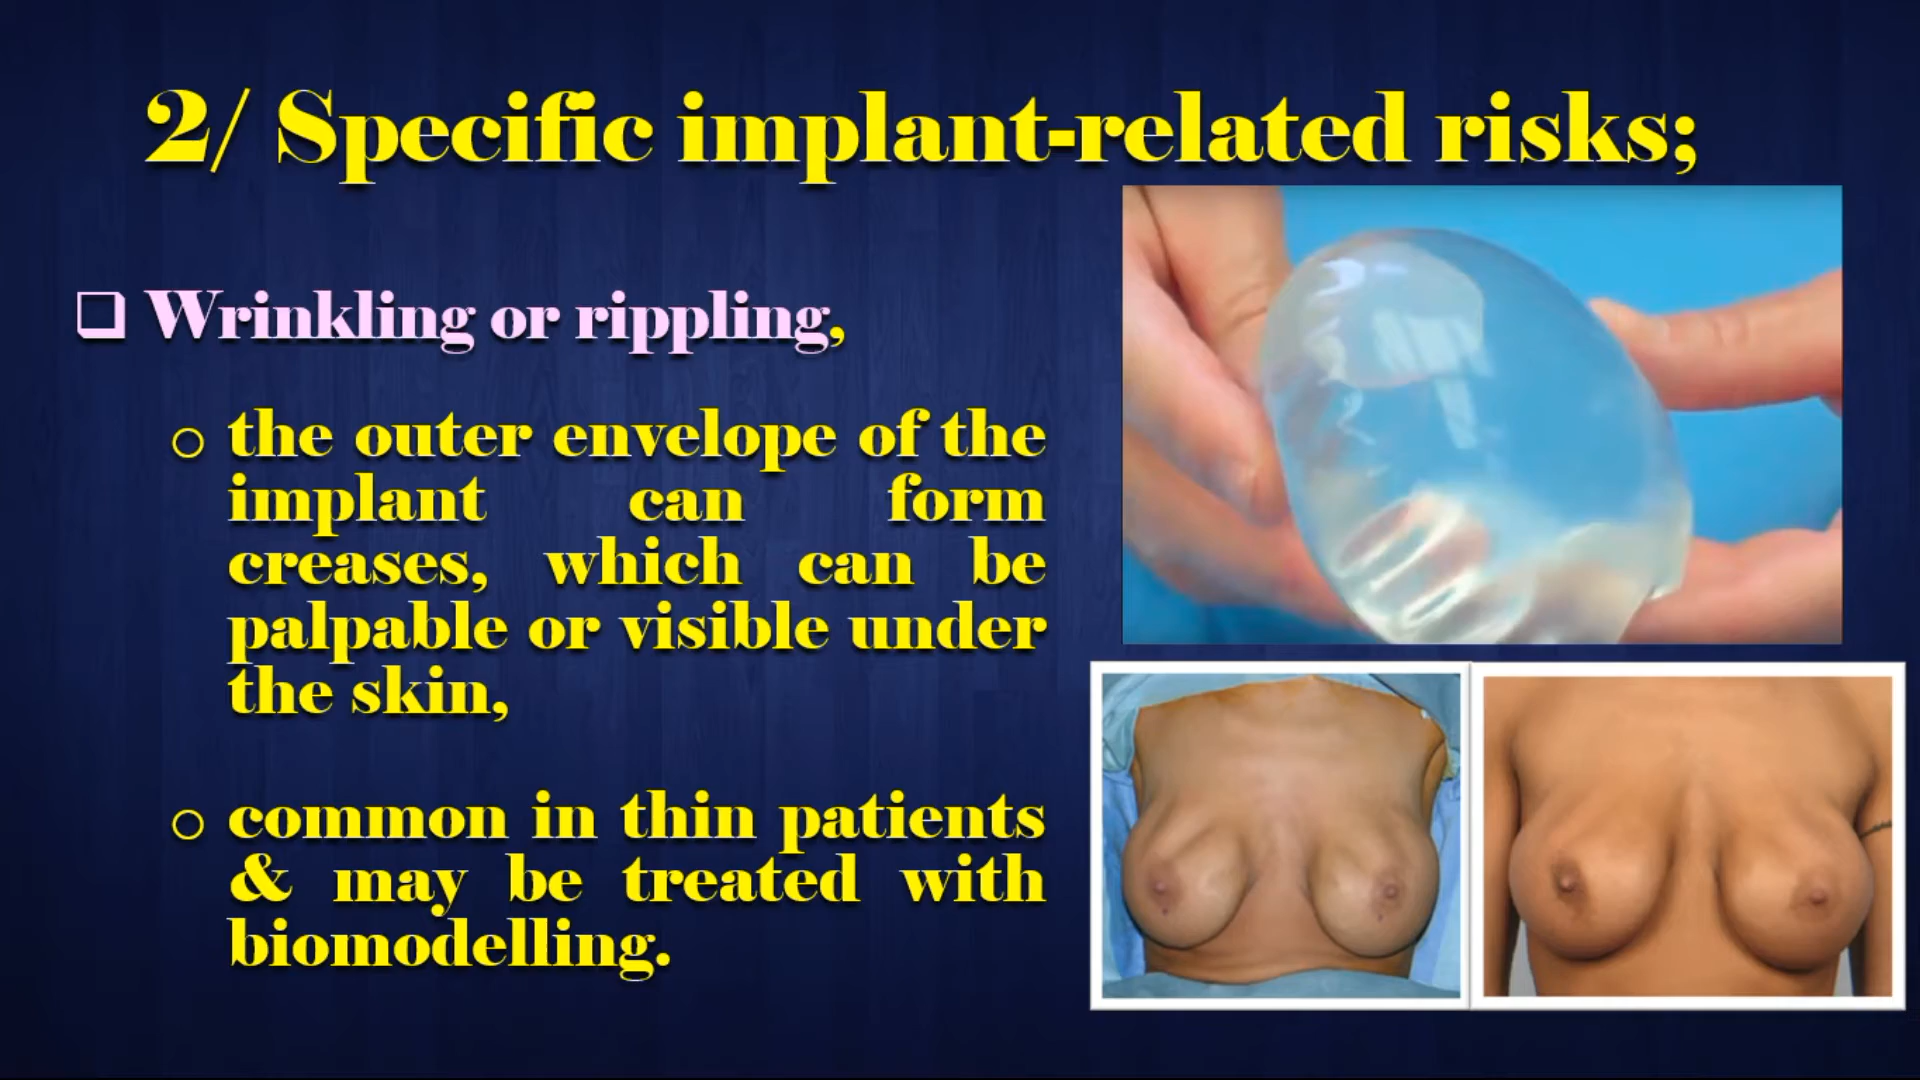 2/ Specific implant-related risks;
Wrinkling or rippling,
the outer envelope of the
implant can form
creases, which can be
palpable or visible under
the skin,
common in thin patients
& may be treated with
biomodelling.